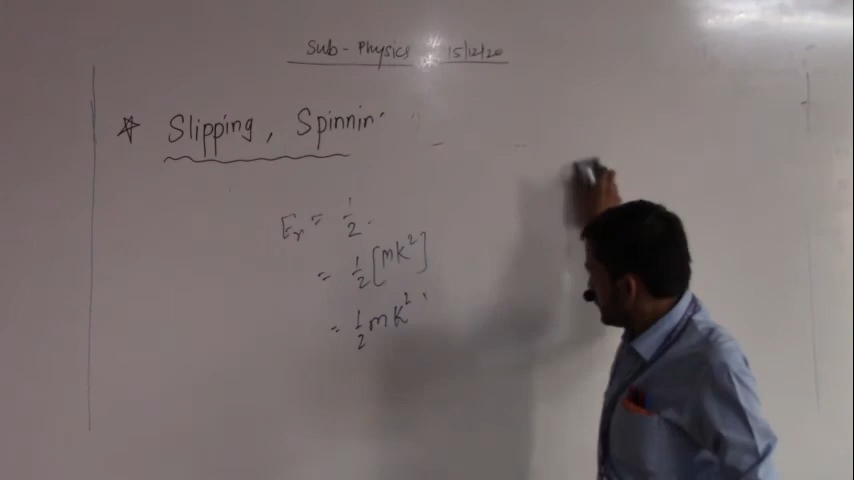 Sub - Physics 15/12/20
☆ Slipping, Spinnin
Er = 1/2
= 1/2 [mK²]
= 1/2 mK²